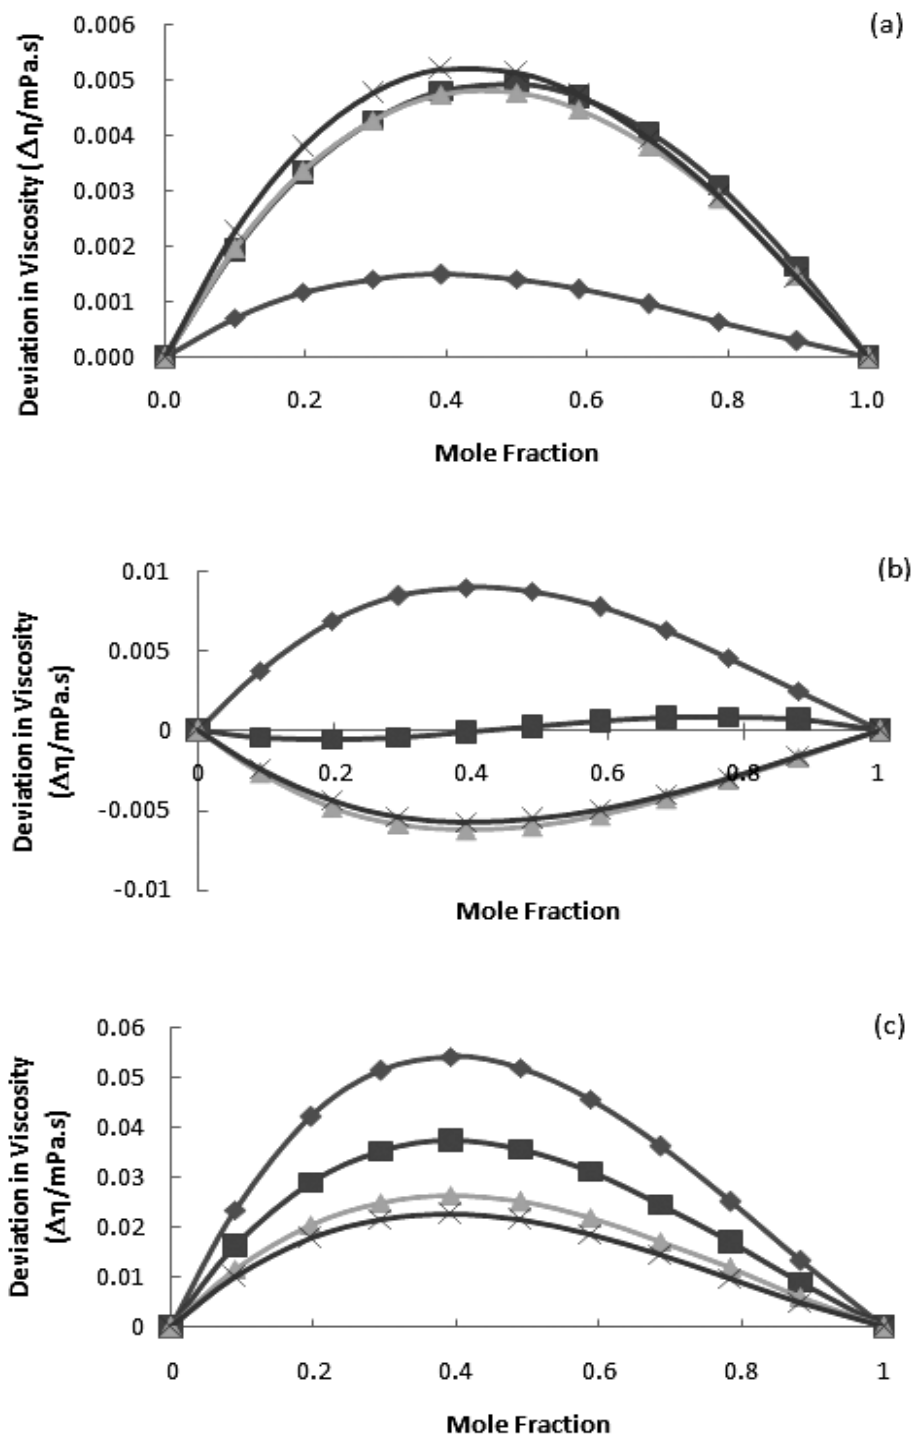 (a)
Deviation in Viscosity (Δη/mPa.s)
0.006
0.005
0.004
0.003
0.002
0.001
0.000
0.0 0.2 0.4 0.6 0.8 1.0
Mole Fraction
(b)
Deviation in Viscosity
(Δη/mPa.s)
0.01
0.005
0
-0.005
-0.01
0 0.2 0.4 0.6 0.8 1
Mole Fraction
(c)
Deviation in Viscosity
(Δη/mPa.s)
0.06
0.05
0.04
0.03
0.02
0.01
0
0 0.2 0.4 0.6 0.8 1
Mole Fraction